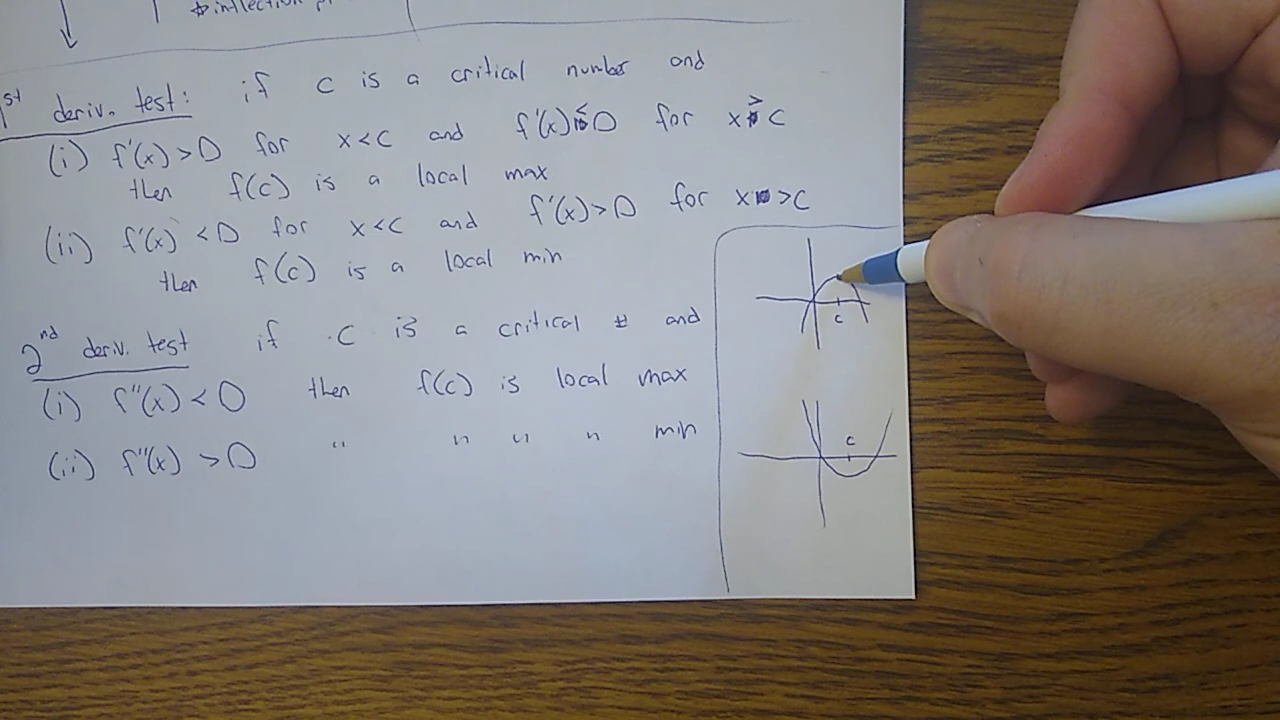 # inflection
1st deriv. test: if c is a critical number and
(i) f'(x) > 0 for x < c and f'(x) < 0 for x > c
then f(c) is a local max
(ii) f'(x) < 0 for x < c and f'(x) > 0 for x > c
then f(c) is a local min
2nd deriv. test if c is a critical # and
(i) f''(x) < 0 then f(c) is local max
(ii) f''(x) > 0 " " " " min
c
c